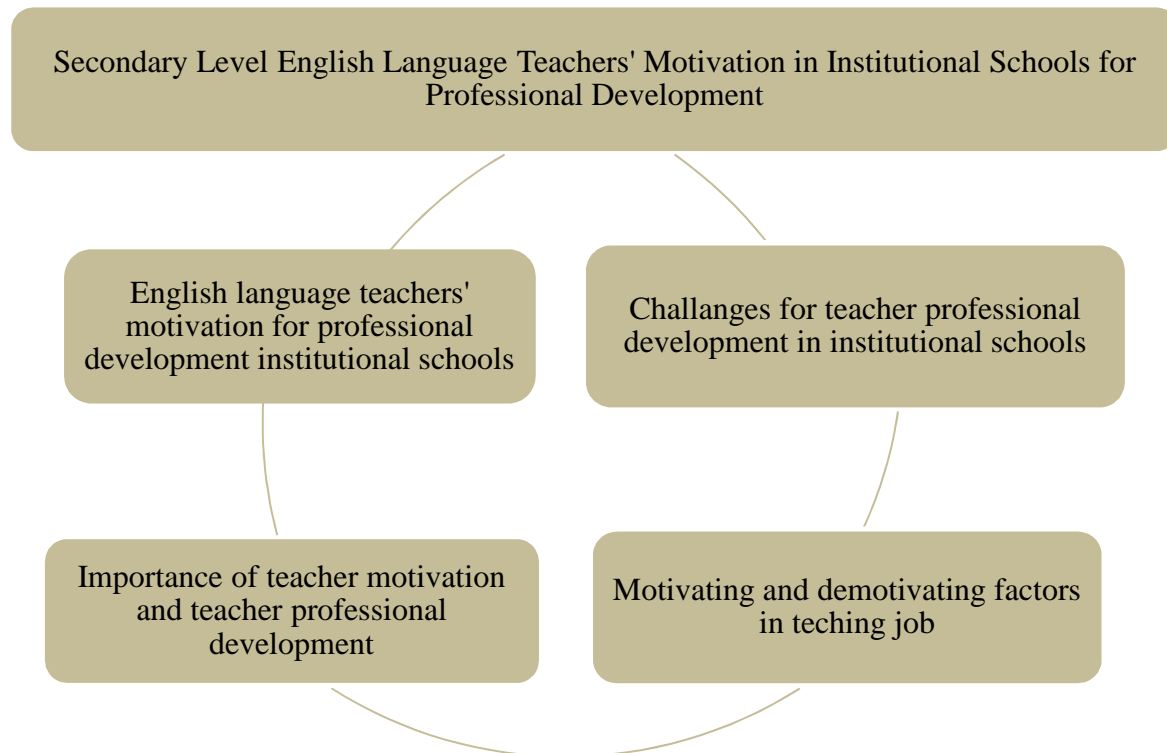 Secondary Level English Language Teachers' Motivation in Institutional Schools for
Professional Development
English language teachers'
motivation for professional
development institutional schools
Challanges for teacher professional
development in institutional schools
Importance of teacher motivation
and teacher professional
development
Motivating and demotivating factors
in teching job